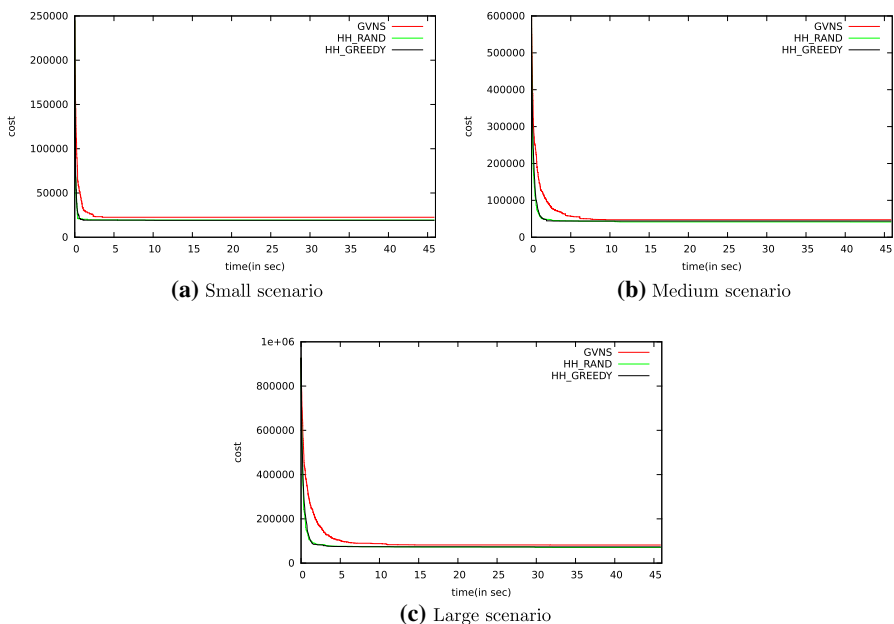 GVNS
HH_RAND
HH_GREEDY
250000
200000
150000
100000
50000
0
cost
0 5 10 15 20 25 30 35 40 45
time(in sec)
(a) Small scenario
GVNS
HH_RAND
HH_GREEDY
600000
500000
400000
300000
200000
100000
0
cost
0 5 10 15 20 25 30 35 40 45
time(in sec)
(b) Medium scenario
GVNS
HH_RAND
HH_GREEDY
1e+06
800000
600000
400000
200000
0
cost
0 5 10 15 20 25 30 35 40 45
time(in sec)
(c) Large scenario